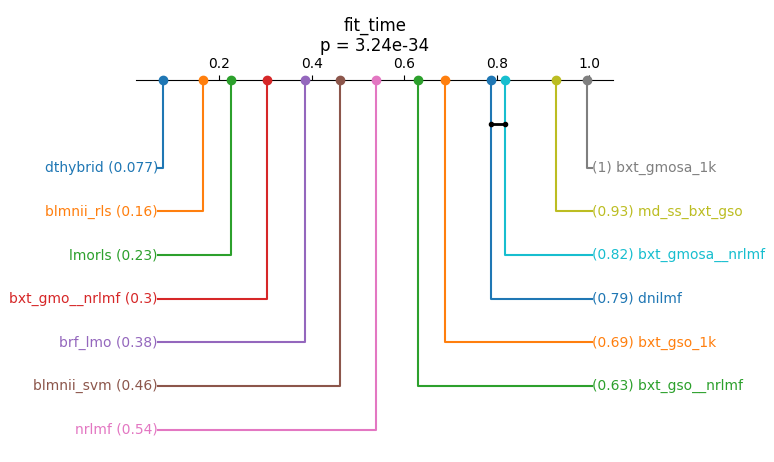 fit_time
p = 3.24e-34
0.2 0.4 0.6 0.8 1.0
dthybrid (0.077) (1) bxt_gmosa_1k
blmnii_rls (0.16) (0.93) md_ss_bxt_gso
lmorls (0.23) (0.82) bxt_gmosa__nrlmf
bxt_gmo__nrlmf (0.3) (0.79) dnilmf
brf_lmo (0.38) (0.69) bxt_gso_1k
blmnii_svm (0.46) (0.63) bxt_gso__nrlmf
nrlmf (0.54)